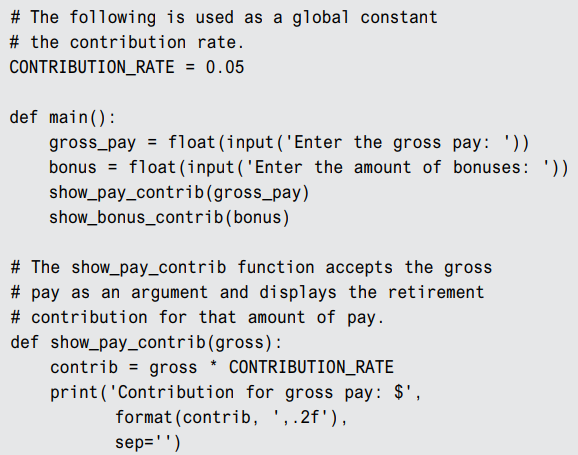 # The following is used as a global constant
# the contribution rate.
CONTRIBUTION_RATE = 0.05

def main():
    gross_pay = float(input('Enter the gross pay: '))
    bonus = float(input('Enter the amount of bonuses: '))
    show_pay_contrib(gross_pay)
    show_bonus_contrib(bonus)

# The show_pay_contrib function accepts the gross
# pay as an argument and displays the retirement
# contribution for that amount of pay.
def show_pay_contrib(gross):
    contrib = gross * CONTRIBUTION_RATE
    print('Contribution for gross pay: $',
          format(contrib, ',.2f'),
          sep='')